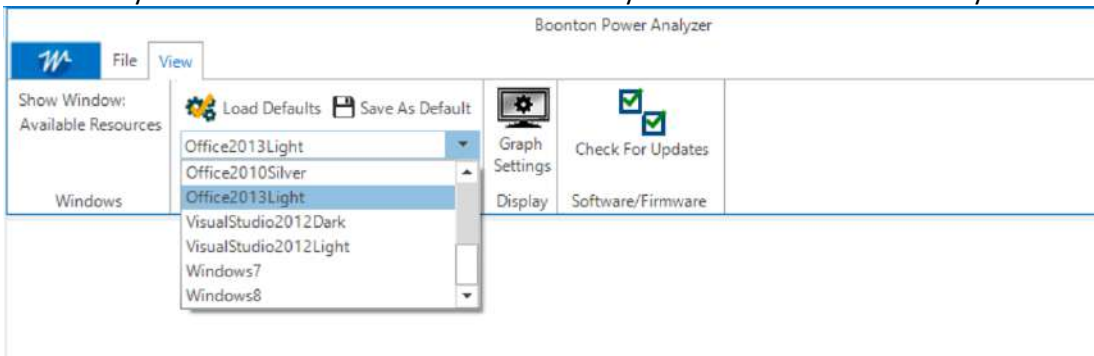 Boonton Power Analyzer
File View
Show Window:
Available Resources
Windows
Load Defaults Save As Default
Office2013Light
Office2010Silver
Office2013Light
VisualStudio2012Dark
VisualStudio2012Light
Windows7
Windows8
Graph
Settings
Display
Check For Updates
Software/Firmware